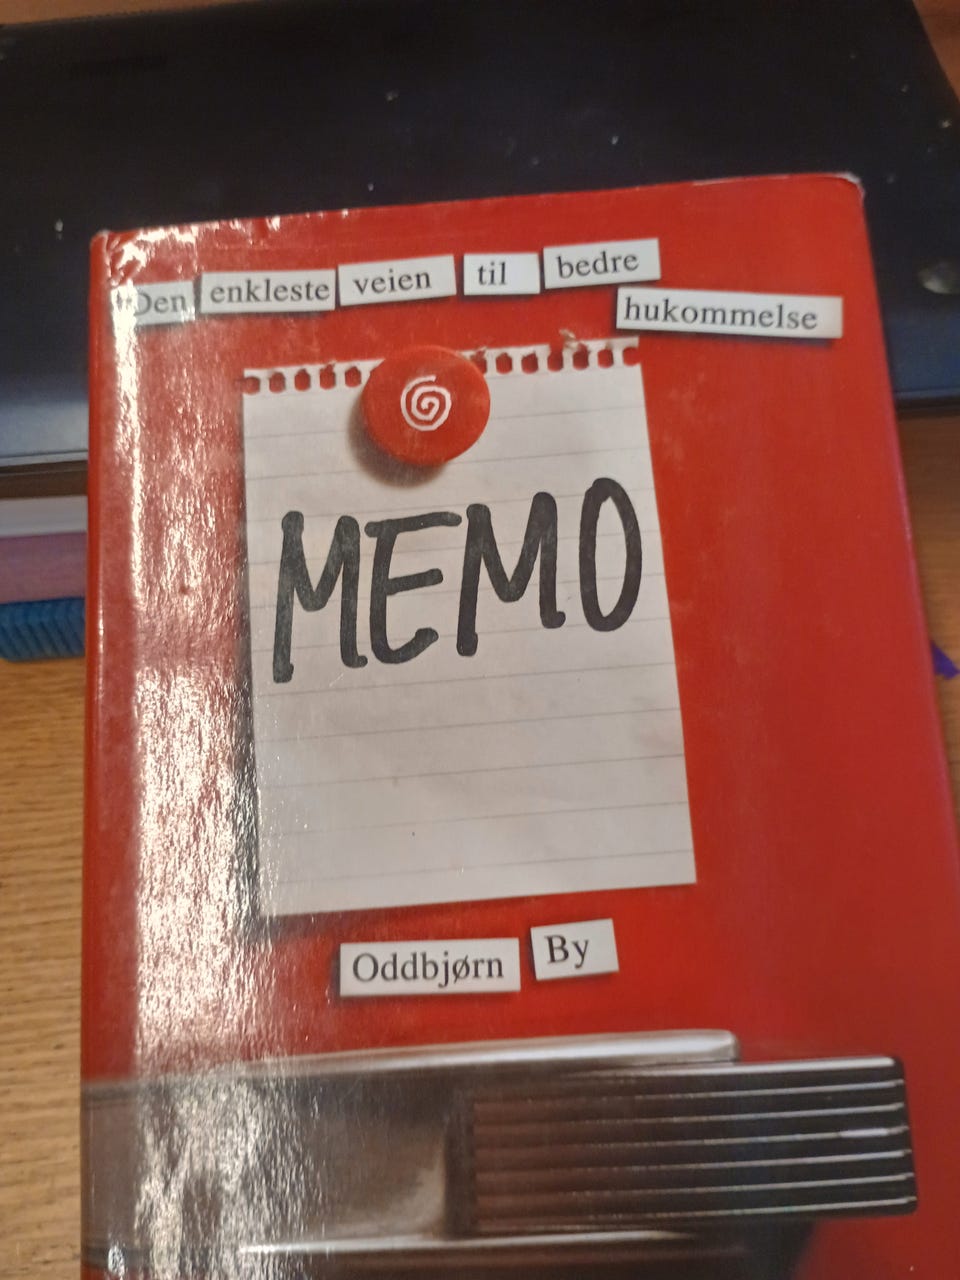 Den enkleste veien til bedre
hukommelse
MEMO
Oddbjørn By